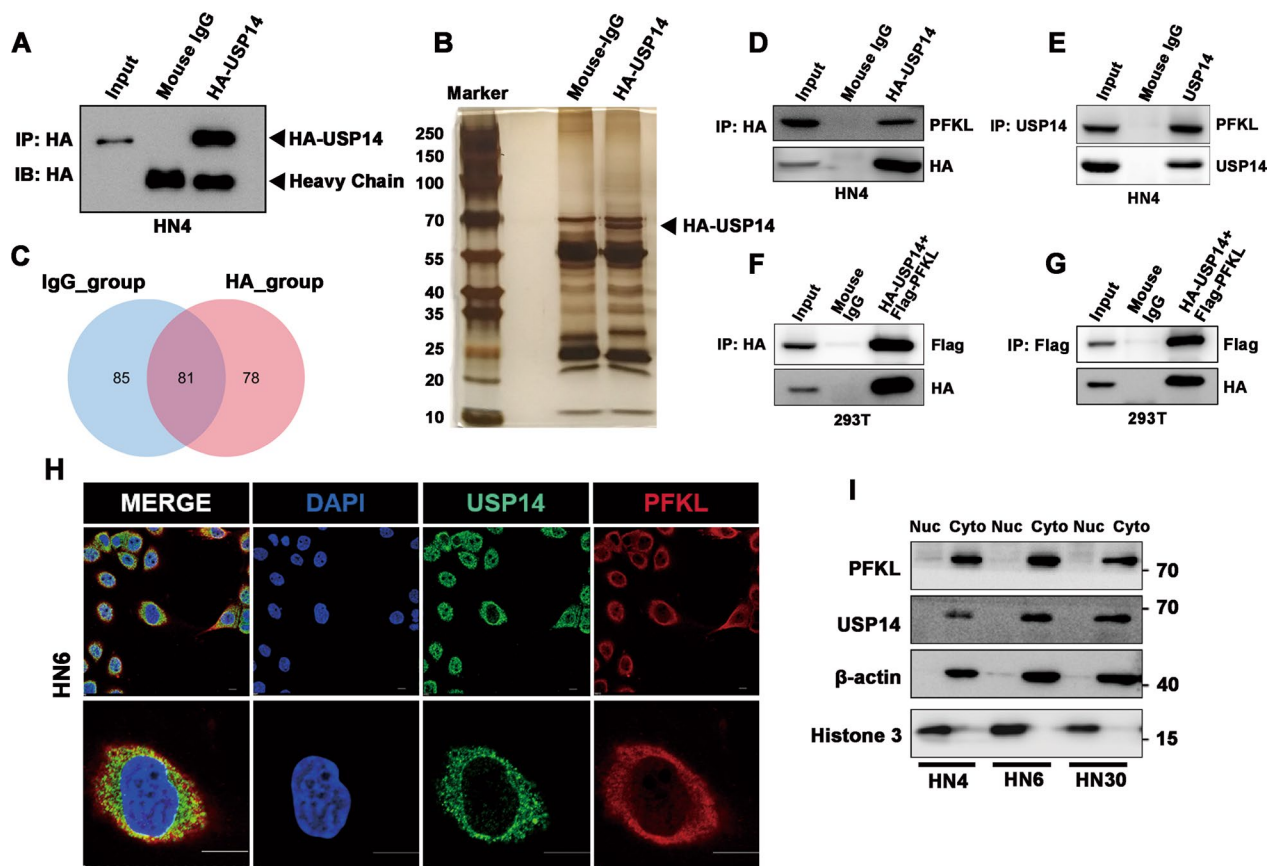 A
Input
Mouse IgG
HA-USP14
IP: HA
HA-USP14
IB: HA
Heavy Chain
HN4
B
Marker
Mouse-IgG
HA-USP14
250
150
100
70
HA-USP14
55
40
35
25
20
10
C
IgG_group
HA_group
85
81
78
D
Input
Mouse IgG
HA-USP14
IP: HA
PFKL
HA
HN4
E
Input
Mouse IgG
USP14
IP: USP14
PFKL
USP14
HN4
F
Input
Mouse
IgG
HA-USP14+
Flag-PFKL
IP: HA
Flag
HA
293T
G
Input
Mouse
IgG
HA-USP14+
Flag-PFKL
IP: Flag
Flag
HA
293T
H
MERGE
DAPI
USP14
PFKL
HN6
I
Nuc Cyto Nuc Cyto Nuc Cyto
PFKL
70
USP14
70
β-actin
40
Histone 3
15
HN4 HN6 HN30